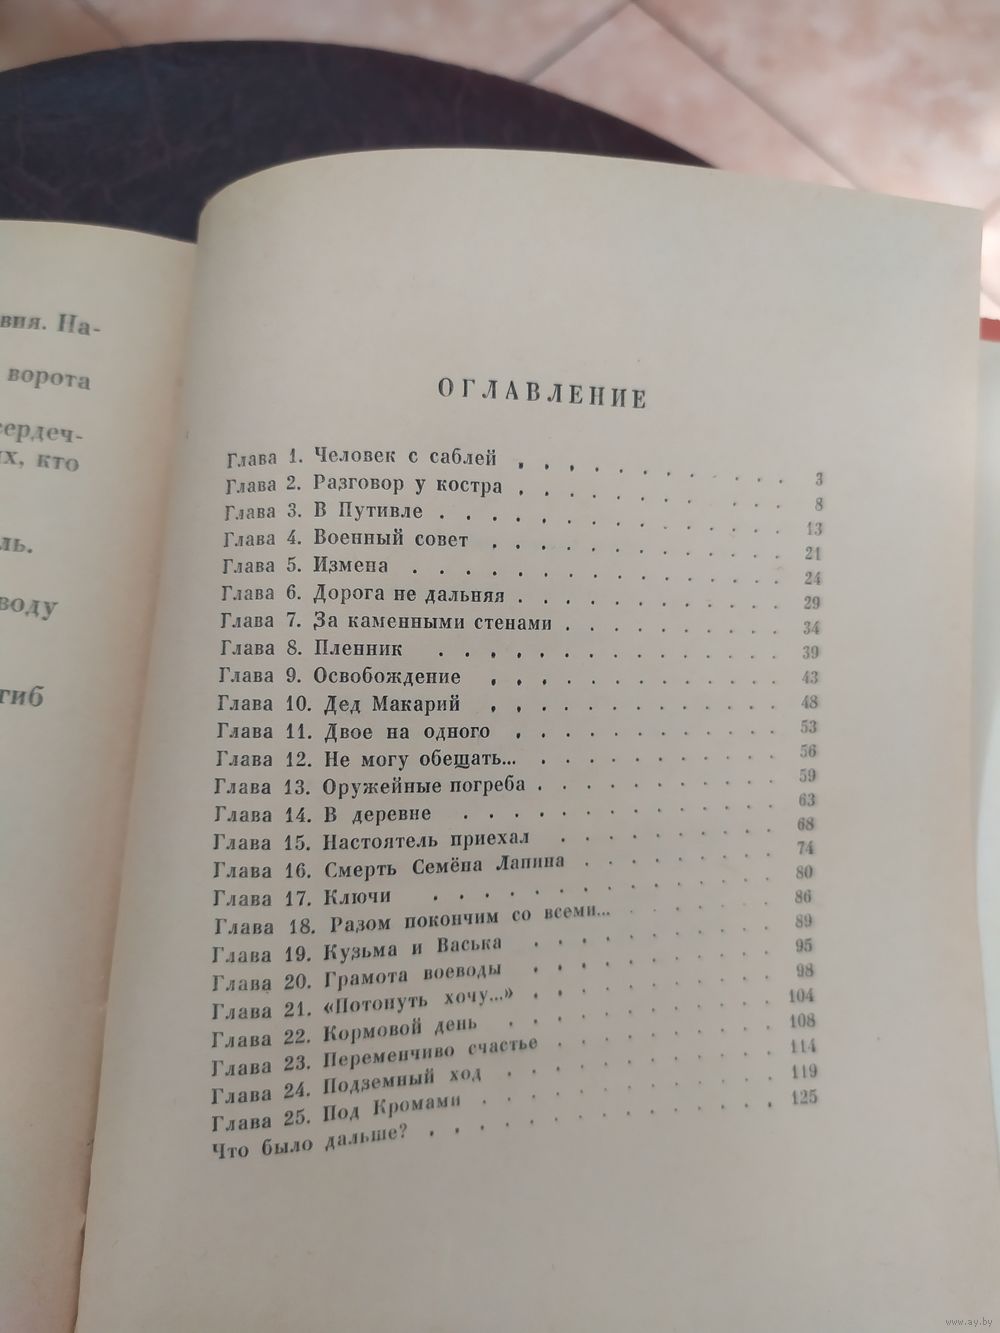 вия. На-
ворота
сердеч-
х, кто
ль.
воду
гиб
ОГЛАВЛЕНИЕ
Глава 1. Человек с саблей . . . . . . . . . . . 3
Глава 2. Разговор у костра . . . . . . . . . . . 8
Глава 3. В Путивле . . . . . . . . . . . . . . 13
Глава 4. Военный совет . . . . . . . . . . . . 21
Глава 5. Измена . . . . . . . . . . . . . . . 24
Глава 6. Дорога не дальняя . . . . . . . . . . . 29
Глава 7. За каменными стенами . . . . . . . . . 34
Глава 8. Пленник . . . . . . . . . . . . . . 39
Глава 9. Освобождение . . . . . . . . . . . . 43
Глава 10. Дед Макарий . . . . . . . . . . . . 48
Глава 11. Двое на одного . . . . . . . . . . . 53
Глава 12. Не могу обещать... . . . . . . . . . . 56
Глава 13. Оружейные погреба . . . . . . . . . . 59
Глава 14. В деревне . . . . . . . . . . . . . 63
Глава 15. Настоятель приехал . . . . . . . . . 68
Глава 16. Смерть Семёна Лапина . . . . . . . . 74
Глава 17. Ключи . . . . . . . . . . . . . . 80
Глава 18. Разом покончим со всеми... . . . . . . 86
Глава 19. Кузьма и Васька . . . . . . . . . . 89
Глава 20. Грамота воеводы . . . . . . . . . . 95
Глава 21. «Потонуть хочу...» . . . . . . . . . . 98
Глава 22. Кормовой день . . . . . . . . . . . 104
Глава 23. Переменчиво счастье . . . . . . . . . 108
Глава 24. Подземный ход . . . . . . . . . . . 114
Глава 25. Под Кромами . . . . . . . . . . . . 119
Что было дальше? . . . . . . . . . . . . . . 125
www.ay.by